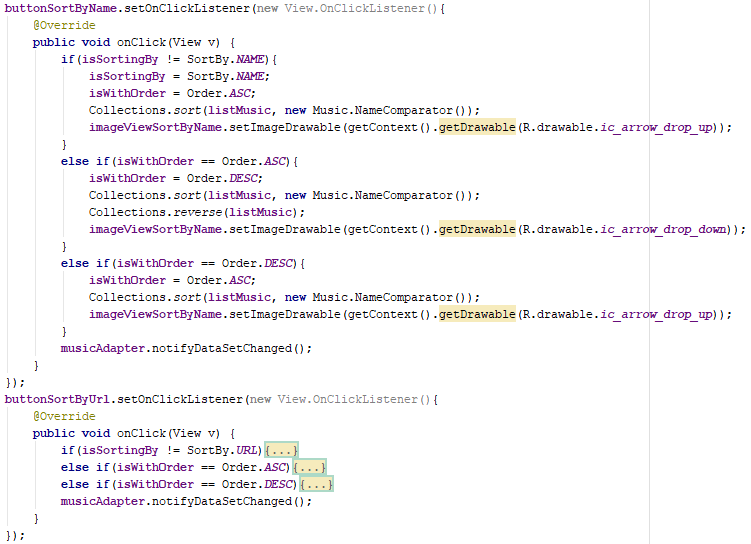 buttonSortByName.setOnClickListener(new View.OnClickListener(){
    @Override
    public void onClick(View v) {
        if(isSortingBy != SortBy.NAME){
            isSortingBy = SortBy.NAME;
            isWithOrder = Order.ASC;
            Collections.sort(listMusic, new Music.NameComparator());
            imageViewSortByName.setImageDrawable(getContext().getDrawable(R.drawable.ic_arrow_drop_up));
        }
        else if(isWithOrder == Order.ASC){
            isWithOrder = Order.DESC;
            Collections.sort(listMusic, new Music.NameComparator());
            Collections.reverse(listMusic);
            imageViewSortByName.setImageDrawable(getContext().getDrawable(R.drawable.ic_arrow_drop_down));
        }
        else if(isWithOrder == Order.DESC){
            isWithOrder = Order.ASC;
            Collections.sort(listMusic, new Music.NameComparator());
            imageViewSortByName.setImageDrawable(getContext().getDrawable(R.drawable.ic_arrow_drop_up));
        }
        musicAdapter.notifyDataSetChanged();
    }
});
buttonSortByUrl.setOnClickListener(new View.OnClickListener(){
    @Override
    public void onClick(View v) {
        if(isSortingBy != SortBy.URL){...}
        else if(isWithOrder == Order.ASC){...}
        else if(isWithOrder == Order.DESC){...}
        musicAdapter.notifyDataSetChanged();
    }
});